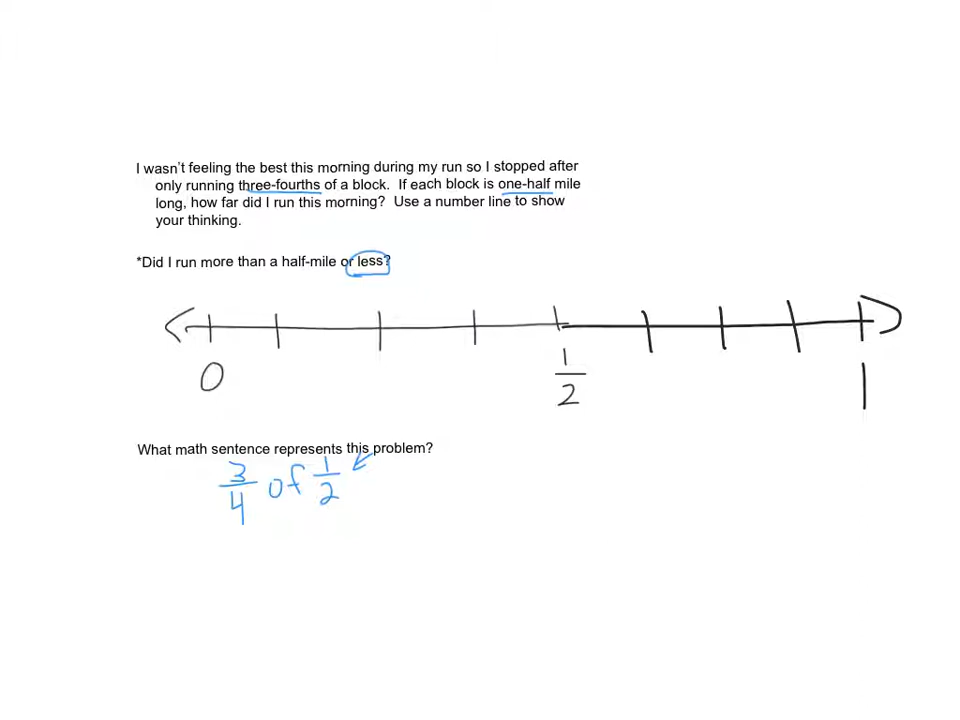 I wasn't feeling the best this morning during my run so I stopped after
only running three-fourths of a block.  If each block is one-half mile
long, how far did I run this morning?  Use a number line to show
your thinking.
*Did I run more than a half-mile or less?
0 1/2 1
What math sentence represents this problem?
3/4 of 1/2